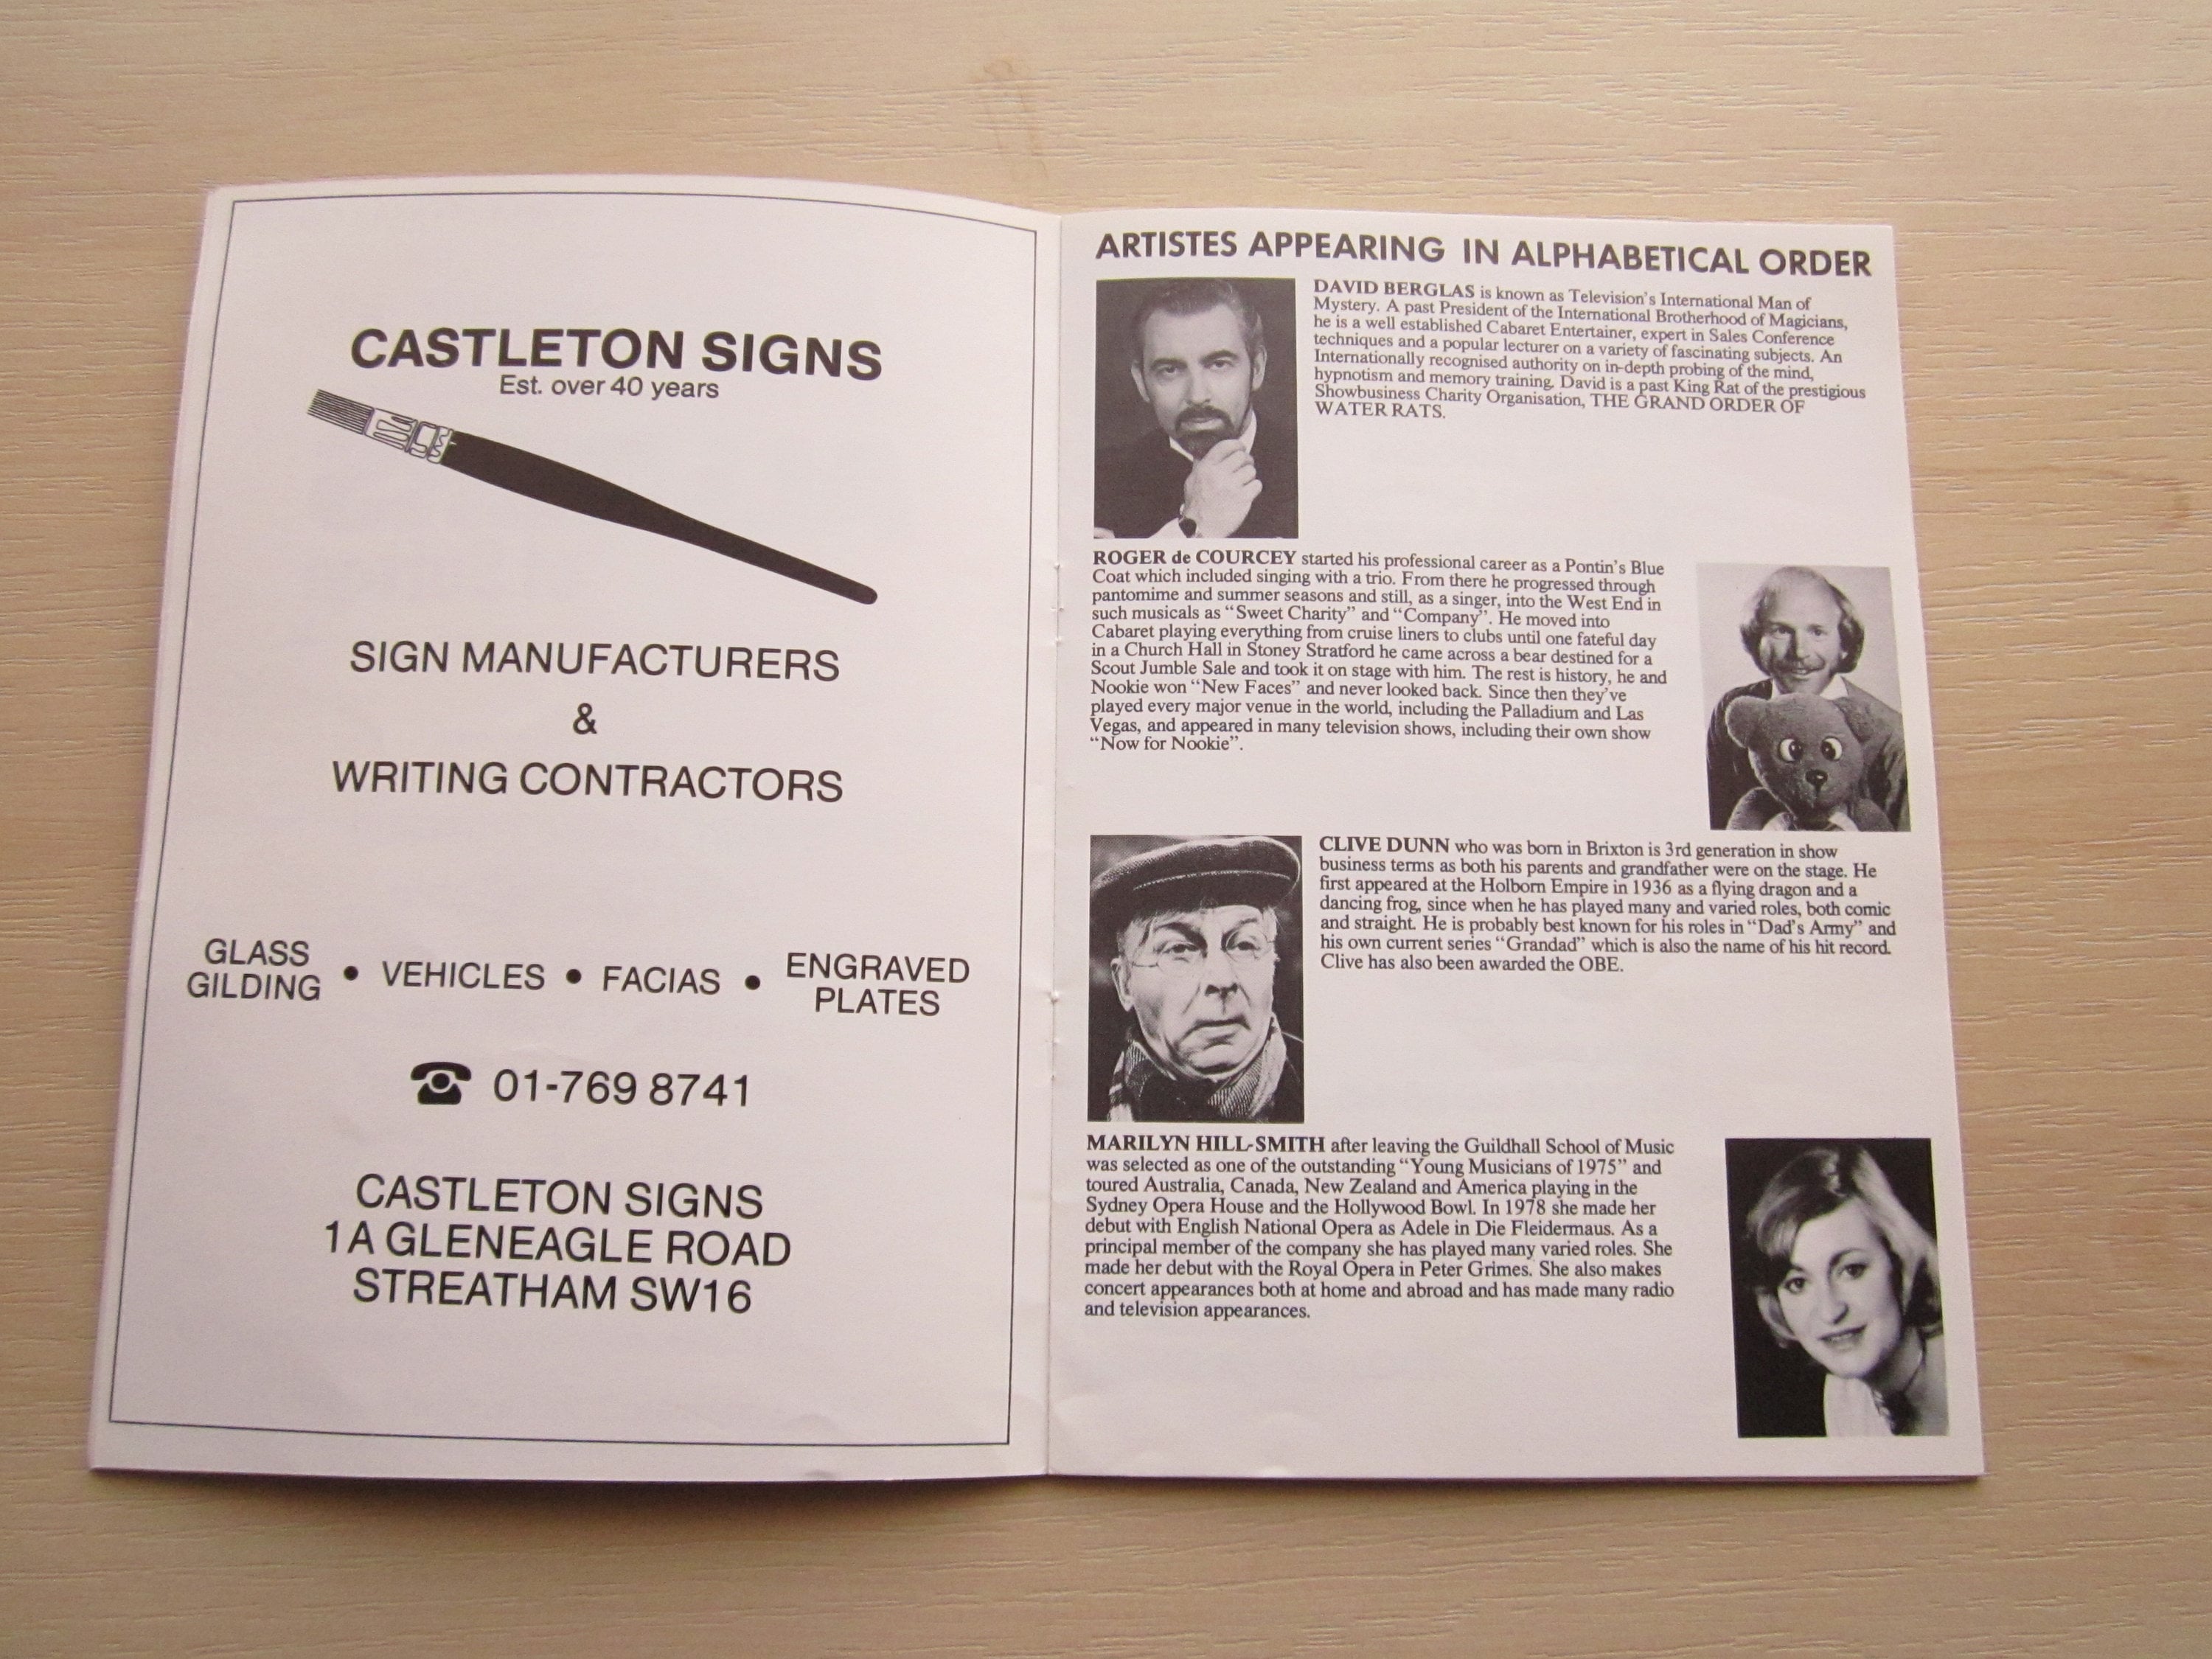 CASTLETON SIGNS
Est. over 40 years
SIGN MANUFACTURERS
&
WRITING CONTRACTORS
GLASS
GILDING • VEHICLES • FACIAS • ENGRAVED
PLATES
01-769 8741
CASTLETON SIGNS
1A GLENEAGLE ROAD
STREATHAM SW16
ARTISTES APPEARING IN ALPHABETICAL ORDER
DAVID BERGLAS is known as Television's International Man of
Mystery. A past President of the International Brotherhood of Magicians,
he is a well established Cabaret Entertainer, expert in Sales Conference
techniques and a popular lecturer on a variety of fascinating subjects. An
Internationally recognised authority on in-depth probing of the mind,
hypnotism and memory training. David is a past King Rat of the prestigious
Showbusiness Charity Organisation, THE GRAND ORDER OF
WATER RATS.
ROGER de COURCEY started his professional career as a Pontin's Blue
Coat which included singing with a trio. From there he progressed through
pantomime and summer seasons and still, as a singer, into the West End in
such musicals as "Sweet Charity" and "Company". He moved into
Cabaret playing everything from cruise liners to clubs until one fateful day
in a Church Hall in Stoney Stratford he came across a bear destined for a
Scout Jumble Sale and took it on stage with him. The rest is history, he and
Nookie won "New Faces" and never looked back. Since then they've
played every major venue in the world, including the Palladium and Las
Vegas, and appeared in many television shows, including their own show
"Now for Nookie".
CLIVE DUNN who was born in Brixton is 3rd generation in show
business terms as both his parents and grandfather were on the stage. He
first appeared at the Holborn Empire in 1936 as a flying dragon and a
dancing frog, since when he has played many and varied roles, both comic
and straight. He is probably best known for his roles in "Dad's Army" and
his own current series "Grandad" which is also the name of his hit record.
Clive has also been awarded the OBE.
MARILYN HILL-SMITH after leaving the Guildhall School of Music
was selected as one of the outstanding "Young Musicians of 1975" and
toured Australia, Canada, New Zealand and America playing in the
Sydney Opera House and the Hollywood Bowl. In 1978 she made her
debut with English National Opera as Adele in Die Fleidermaus. As a
principal member of the company she has played many varied roles. She
made her debut with the Royal Opera in Peter Grimes. She also makes
concert appearances both at home and abroad and has made many radio
and television appearances.